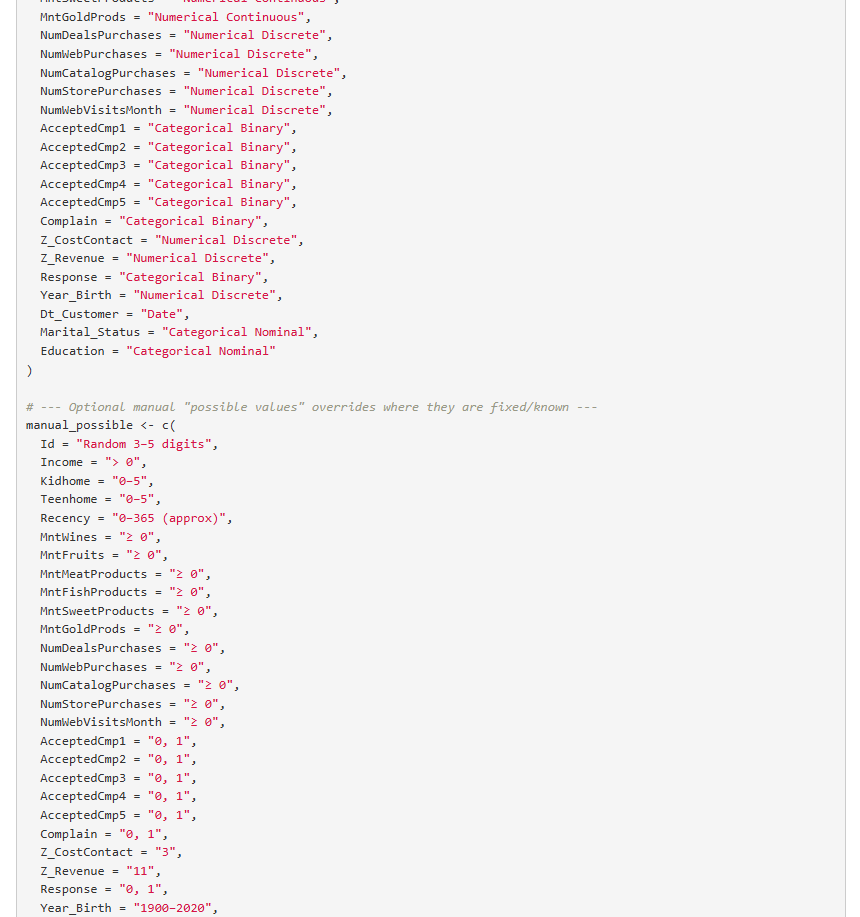 MntGoldProds = "Numerical Continuous",
NumDealsPurchases = "Numerical Discrete",
NumWebPurchases = "Numerical Discrete",
NumCatalogPurchases = "Numerical Discrete",
NumStorePurchases = "Numerical Discrete",
NumWebVisitsMonth = "Numerical Discrete",
AcceptedCmp1 = "Categorical Binary",
AcceptedCmp2 = "Categorical Binary",
AcceptedCmp3 = "Categorical Binary",
AcceptedCmp4 = "Categorical Binary",
AcceptedCmp5 = "Categorical Binary",
Complain = "Categorical Binary",
Z_CostContact = "Numerical Discrete",
Z_Revenue = "Numerical Discrete",
Response = "Categorical Binary",
Year_Birth = "Numerical Discrete",
Dt_Customer = "Date",
Marital_Status = "Categorical Nominal",
Education = "Categorical Nominal"
)
# --- Optional manual "possible values" overrides where they are fixed/known ---
manual_possible <- c(
Id = "Random 3–5 digits",
Income = "> 0",
Kidhome = "0–5",
Teenhome = "0–5",
Recency = "0–365 (approx)",
MntWines = "≥ 0",
MntFruits = "≥ 0",
MntMeatProducts = "≥ 0",
MntFishProducts = "≥ 0",
MntSweetProducts = "≥ 0",
MntGoldProds = "≥ 0",
NumDealsPurchases = "≥ 0",
NumWebPurchases = "≥ 0",
NumCatalogPurchases = "≥ 0",
NumStorePurchases = "≥ 0",
NumWebVisitsMonth = "≥ 0",
AcceptedCmp1 = "0, 1",
AcceptedCmp2 = "0, 1",
AcceptedCmp3 = "0, 1",
AcceptedCmp4 = "0, 1",
AcceptedCmp5 = "0, 1",
Complain = "0, 1",
Z_CostContact = "3",
Z_Revenue = "11",
Response = "0, 1",
Year_Birth = "1900–2020",